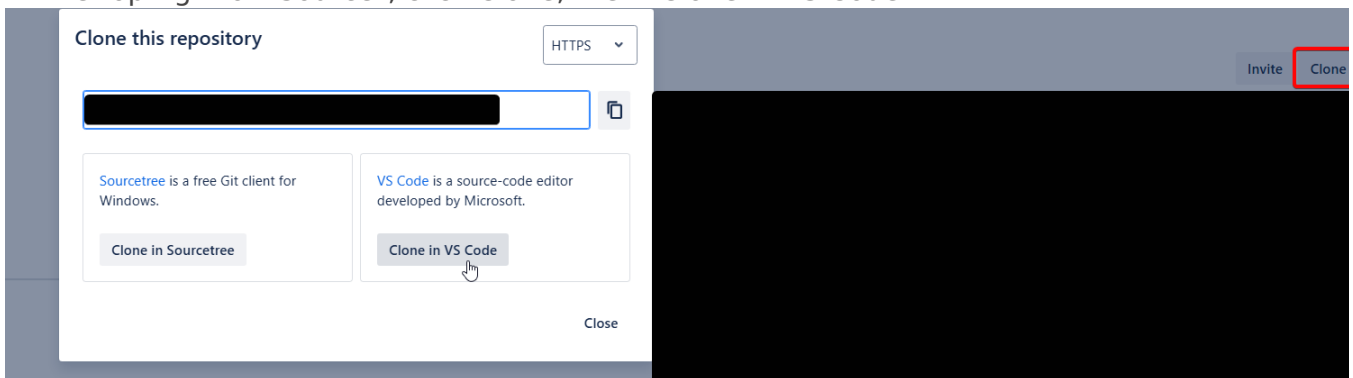 Clone this repository
HTTPS
Invite
Clone
Sourcetree is a free Git client for
Windows.
VS Code is a source-code editor
developed by Microsoft.
Clone in Sourcetree
Clone in VS Code
Close